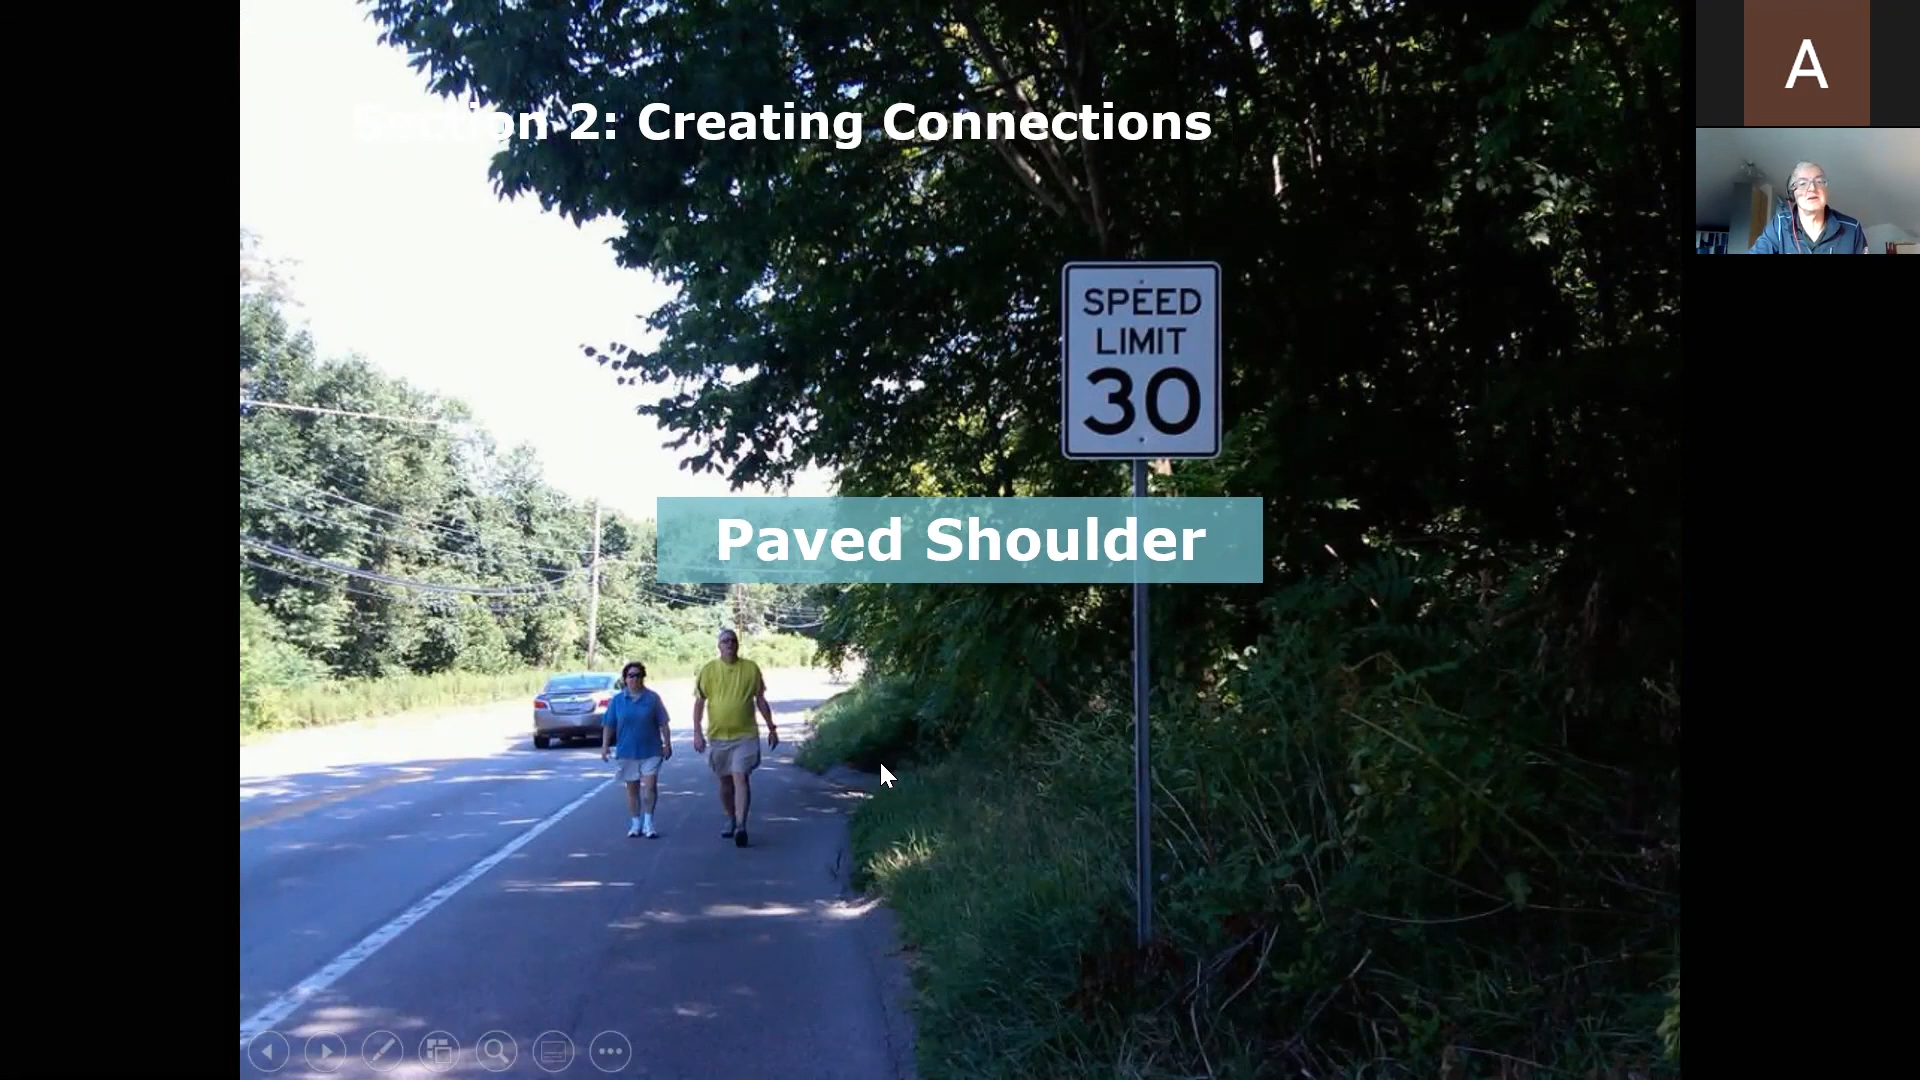 Section 2: Creating Connections
A
SPEED
LIMIT
30
Paved Shoulder